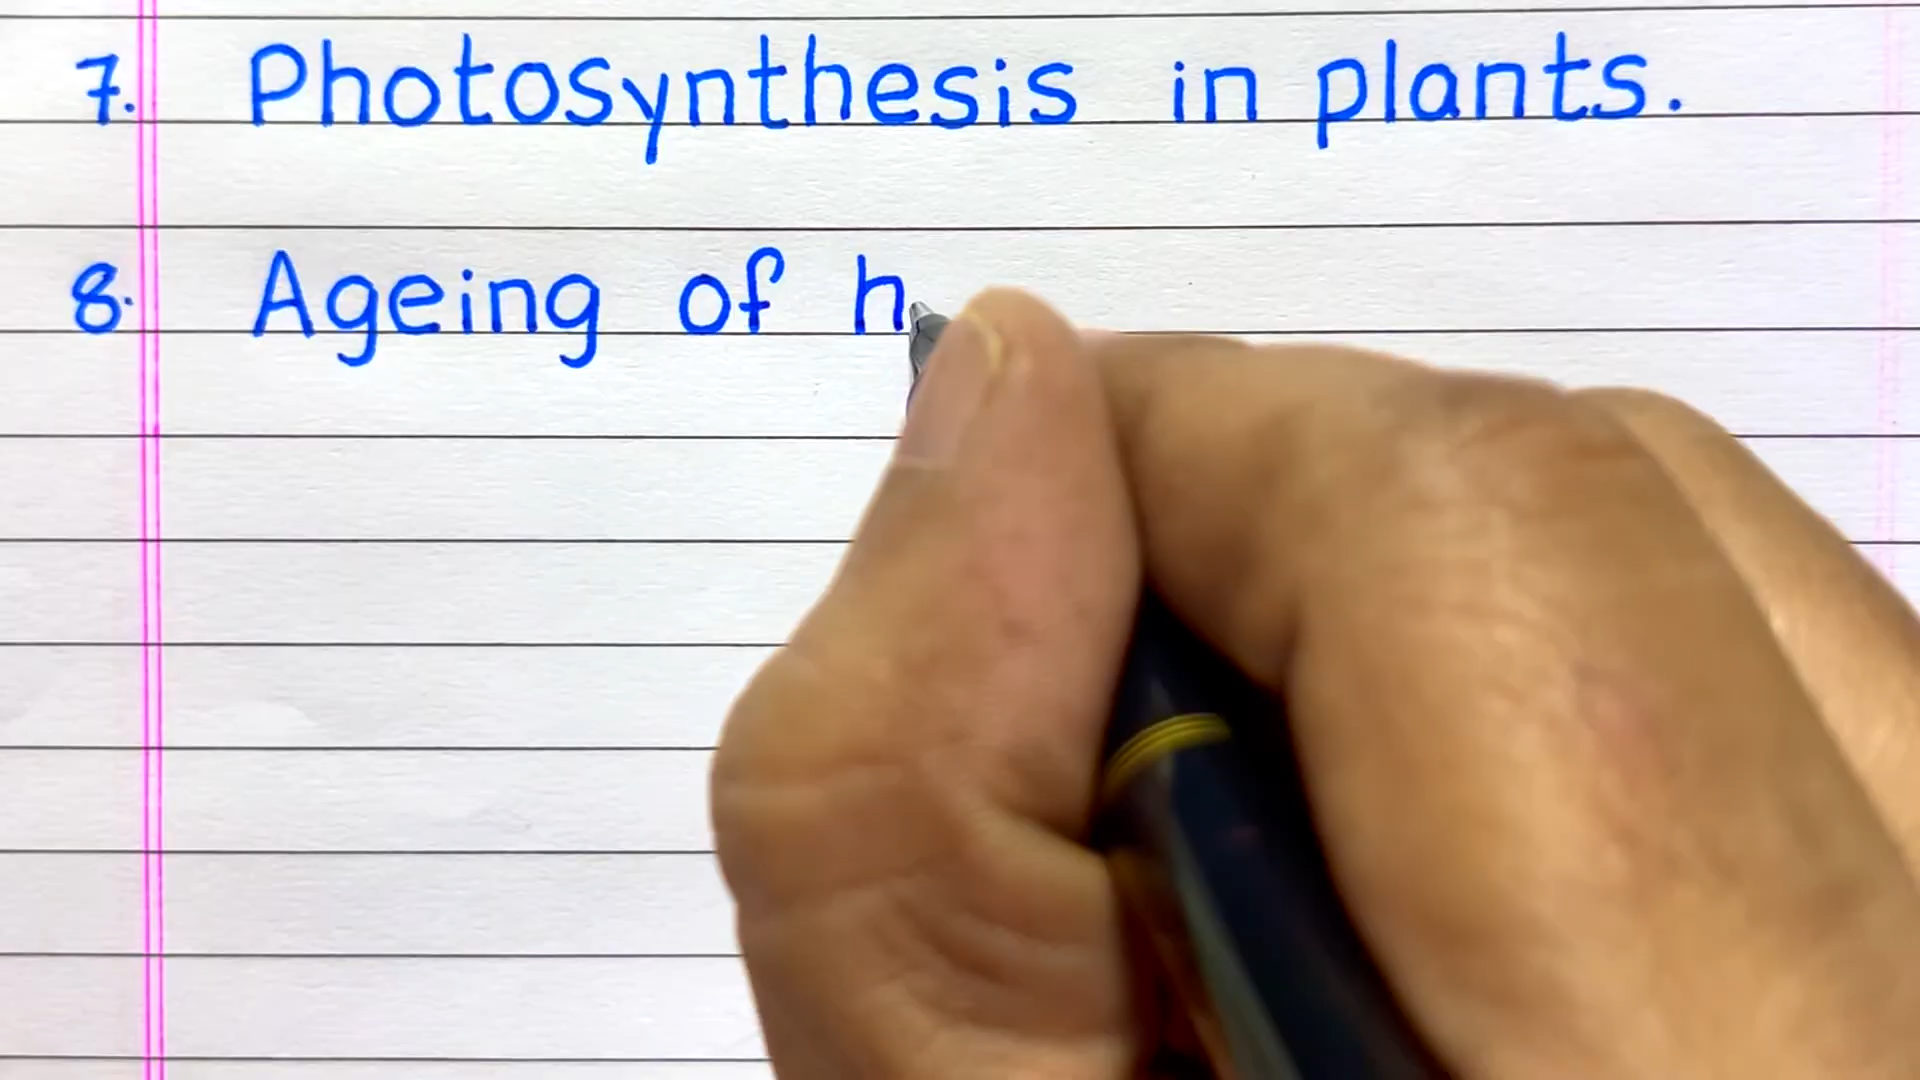 7. Photosynthesis in plants.
8. Ageing of h